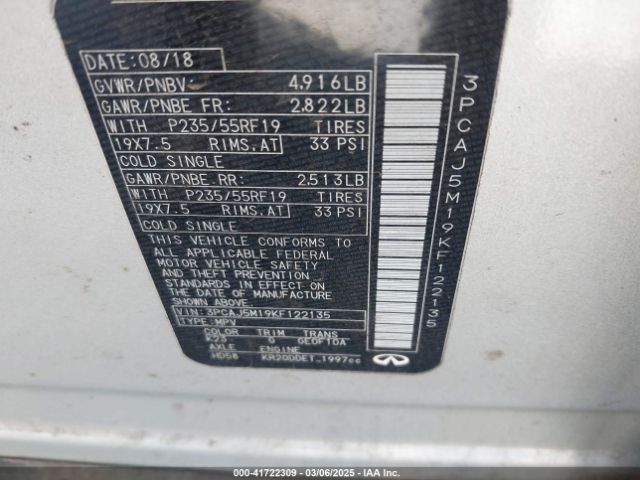 DATE: 08/18
GVWR/PNBV: 4.916LB
GAWR/PNBE FR: 2.822LB
WITH P235/55RF19 TIRES
19X7.5 RIMS.AT 33 PSI
COLD SINGLE
GAWR/PNBE.RR: 2.513LB
WITH P235/55RF19 TIRES
19X7.5 RIMS.AT 33 PSI
COLD SINGLE
THIS VEHICLE CONFORMS TO
ALL APPLICABLE FEDERAL
MOTOR VEHICLE SAFETY
AND THEFT PREVENTION
STANDARDS IN EFFECT ON
THE DATE OF MANUFACTURE
SHOWN ABOVE.
VIN: 3PCAJ5M19KF122135
TYPE: MPV
COLOR TRIM TRANS
K23 G GE0F10A
AXLE ENGINE
HD58 KR20DDET 1997cc
3PCAJ5M19KF122135
INFINITI
000-41722309 - 03/06/2025 - IAA Inc.